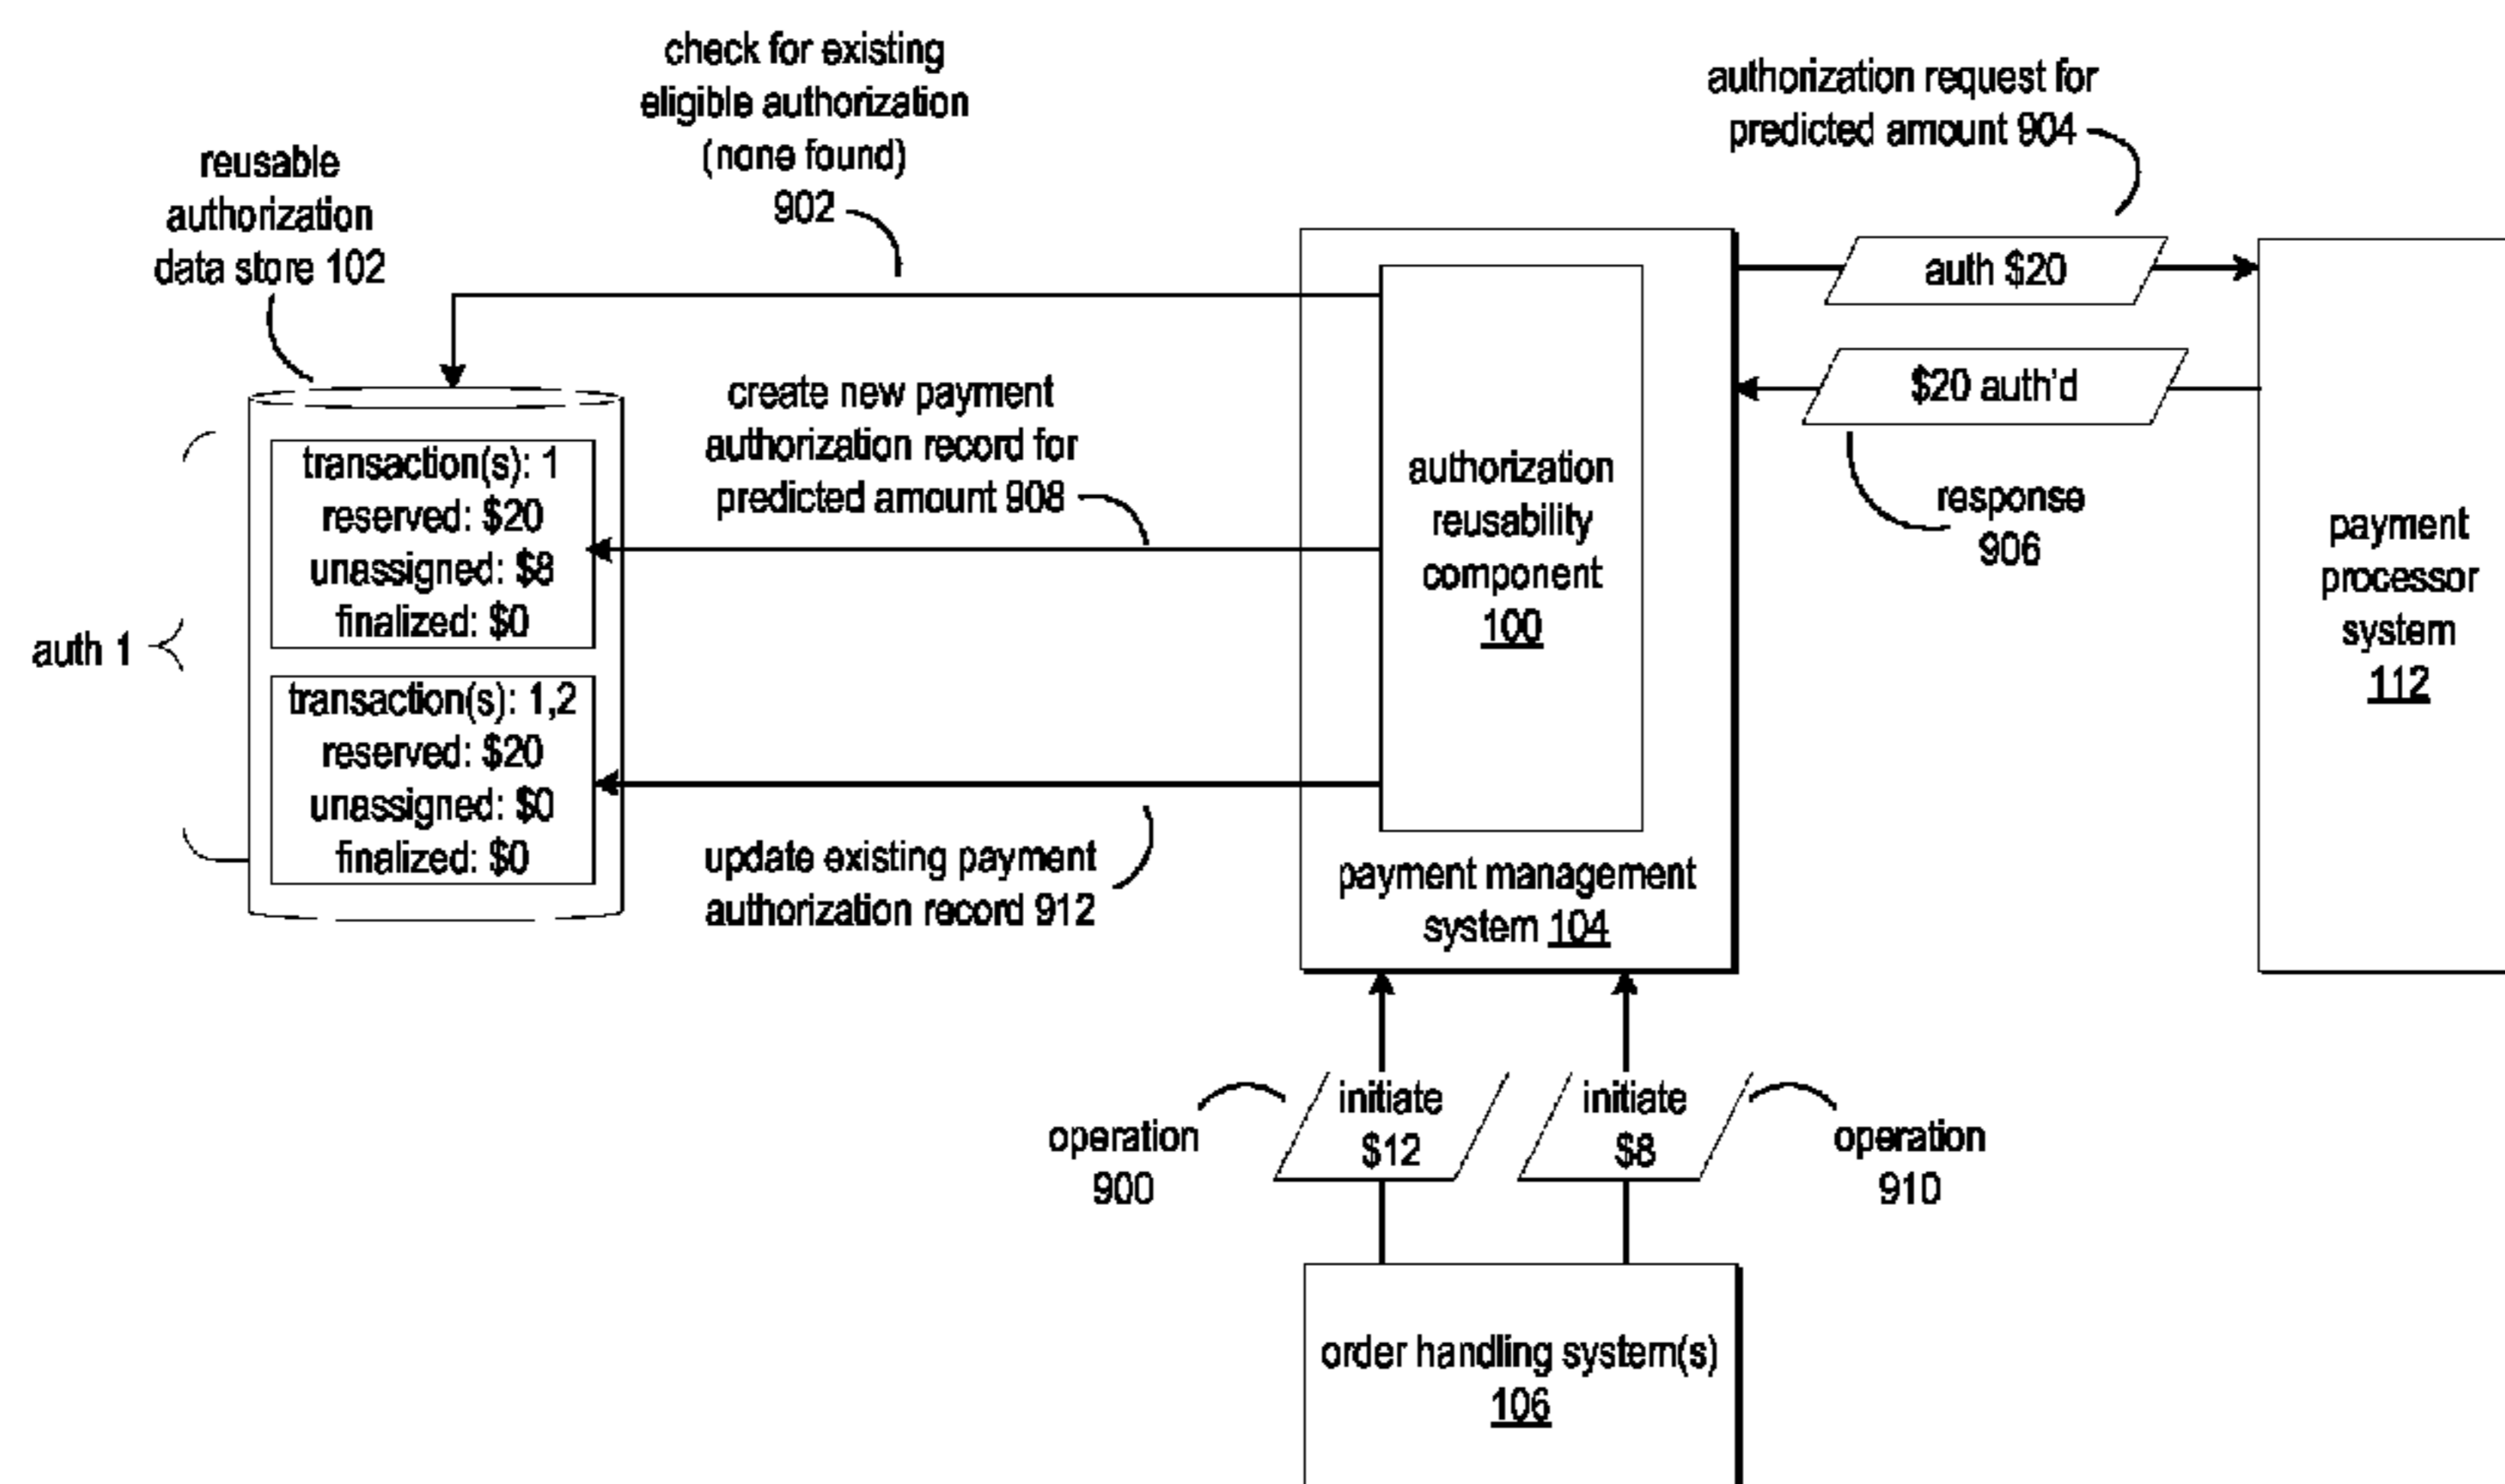 check for existing
eligible authorization
(none found)
902
authorization request for
predicted amount 904
reusable
authorization
data store 102
auth $20
$20 auth'd
response
906
create new payment
authorization record for
predicted amount 908
transaction(s): 1
reserved: $20
unassigned: $8
finalized: $0
auth 1
transaction(s): 1,2
reserved: $20
unassigned: $0
finalized: $0
update existing payment
authorization record 912
authorization
reusability
component
100
payment management
system 104
payment
processor
system
112
operation
900
initiate
$12
initiate
$8
operation
910
order handling system(s)
106